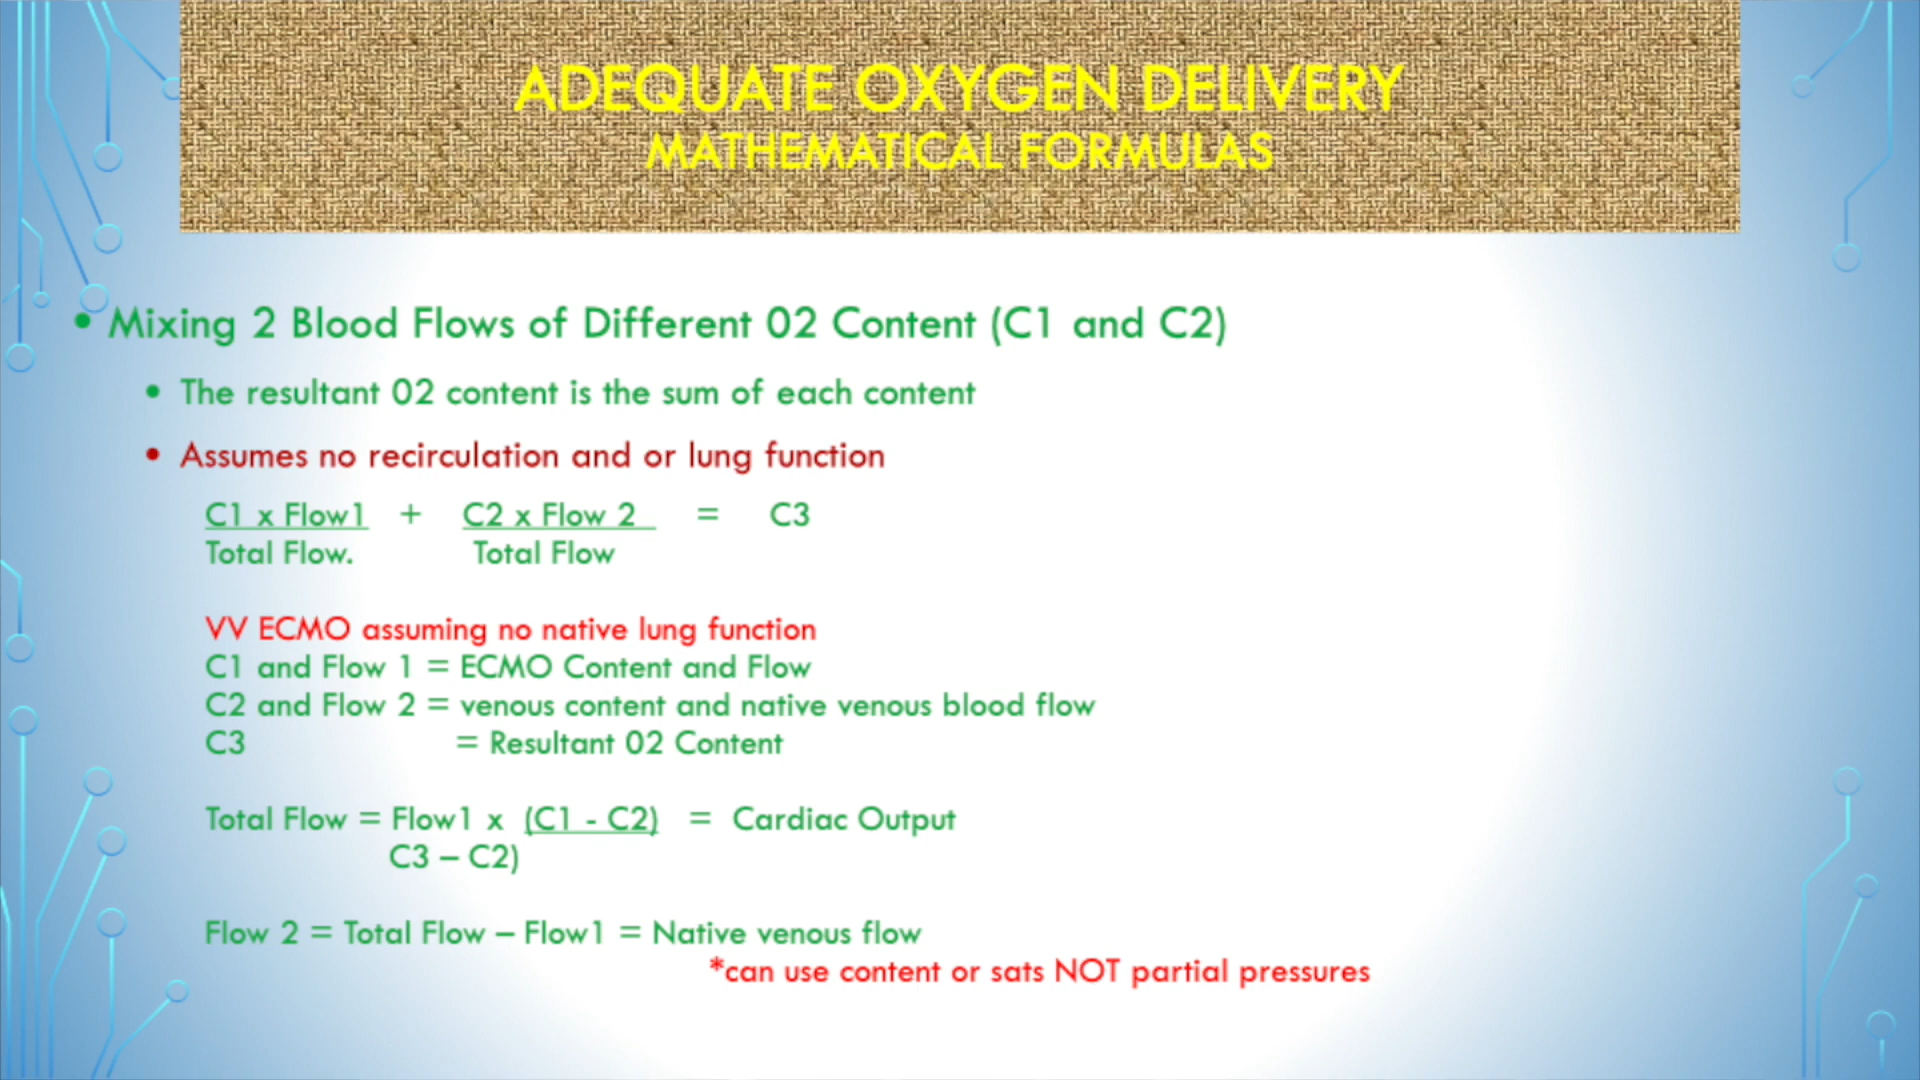 ADEQUATE OXYGEN DELIVERY
MATHEMATICAL FORMULAS
• Mixing 2 Blood Flows of Different 02 Content (C1 and C2)
• The resultant 02 content is the sum of each content
• Assumes no recirculation and or lung function
C1 x Flow1 + C2 x Flow 2 = C3
Total Flow. Total Flow
VV ECMO assuming no native lung function
C1 and Flow 1 = ECMO Content and Flow
C2 and Flow 2 = venous content and native venous blood flow
C3 = Resultant 02 Content
Total Flow = Flow1 x (C1 - C2) = Cardiac Output
C3 – C2)
Flow 2 = Total Flow – Flow1 = Native venous flow
*can use content or sats NOT partial pressures